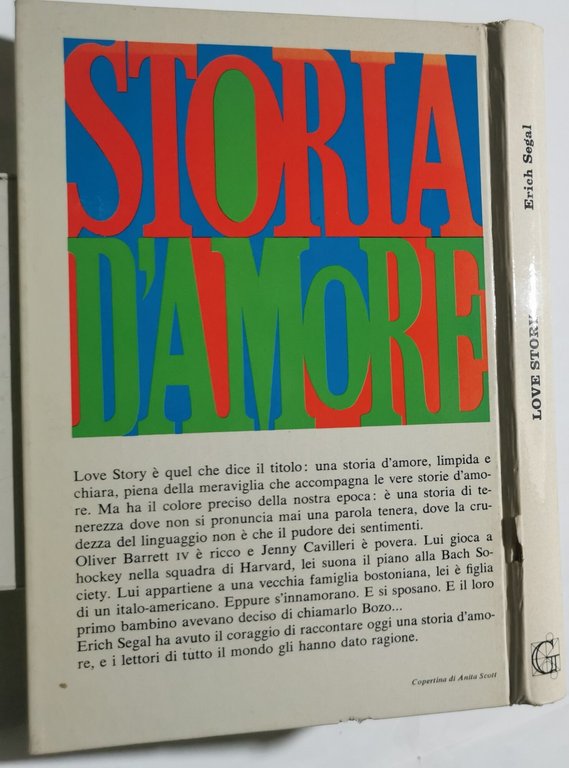 STORIA
D'AMORE
Love Story è quel che dice il titolo: una storia d'amore, limpida e
chiara, piena della meraviglia che accompagna le vere storie d'amo-
re. Ma ha il colore preciso della nostra epoca: è una storia di te-
nerezza dove non si pronuncia mai una parola tenera, dove la cru-
dezza del linguaggio non è che il pudore dei sentimenti.
Oliver Barrett IV è ricco e Jenny Cavilleri è povera. Lui gioca a
hockey nella squadra di Harvard, lei suona il piano alla Bach So-
ciety. Lui appartiene a una vecchia famiglia bostoniana, lei è figlia
di un italo-americano. Eppure s'innamorano. E si sposano. E il loro
primo bambino avevano deciso di chiamarlo Bozo...
Erich Segal ha avuto il coraggio di raccontare oggi una storia d'amo-
re, e i lettori di tutto il mondo gli hanno dato ragione.
Copertina di Anita Scott
Erich Segal
LOVE STORY
G